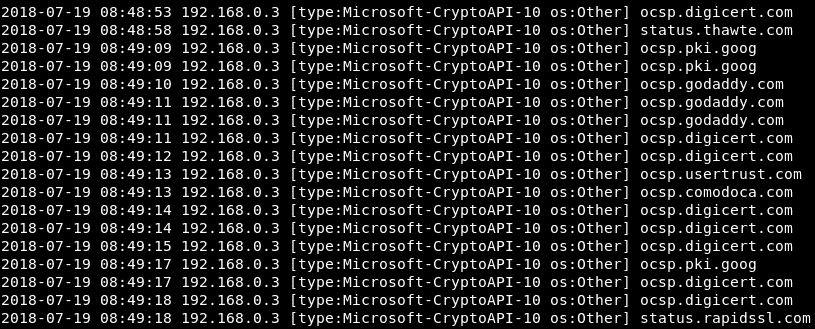 2018-07-19 08:48:53 192.168.0.3 [type:Microsoft-CryptoAPI-10 os:Other] ocsp.digicert.com
2018-07-19 08:48:58 192.168.0.3 [type:Microsoft-CryptoAPI-10 os:Other] status.thawte.com
2018-07-19 08:49:09 192.168.0.3 [type:Microsoft-CryptoAPI-10 os:Other] ocsp.pki.goog
2018-07-19 08:49:09 192.168.0.3 [type:Microsoft-CryptoAPI-10 os:Other] ocsp.pki.goog
2018-07-19 08:49:10 192.168.0.3 [type:Microsoft-CryptoAPI-10 os:Other] ocsp.godaddy.com
2018-07-19 08:49:11 192.168.0.3 [type:Microsoft-CryptoAPI-10 os:Other] ocsp.godaddy.com
2018-07-19 08:49:11 192.168.0.3 [type:Microsoft-CryptoAPI-10 os:Other] ocsp.godaddy.com
2018-07-19 08:49:11 192.168.0.3 [type:Microsoft-CryptoAPI-10 os:Other] ocsp.digicert.com
2018-07-19 08:49:12 192.168.0.3 [type:Microsoft-CryptoAPI-10 os:Other] ocsp.digicert.com
2018-07-19 08:49:13 192.168.0.3 [type:Microsoft-CryptoAPI-10 os:Other] ocsp.usertrust.com
2018-07-19 08:49:13 192.168.0.3 [type:Microsoft-CryptoAPI-10 os:Other] ocsp.comodoca.com
2018-07-19 08:49:14 192.168.0.3 [type:Microsoft-CryptoAPI-10 os:Other] ocsp.digicert.com
2018-07-19 08:49:14 192.168.0.3 [type:Microsoft-CryptoAPI-10 os:Other] ocsp.digicert.com
2018-07-19 08:49:15 192.168.0.3 [type:Microsoft-CryptoAPI-10 os:Other] ocsp.digicert.com
2018-07-19 08:49:17 192.168.0.3 [type:Microsoft-CryptoAPI-10 os:Other] ocsp.pki.goog
2018-07-19 08:49:17 192.168.0.3 [type:Microsoft-CryptoAPI-10 os:Other] ocsp.digicert.com
2018-07-19 08:49:18 192.168.0.3 [type:Microsoft-CryptoAPI-10 os:Other] ocsp.digicert.com
2018-07-19 08:49:18 192.168.0.3 [type:Microsoft-CryptoAPI-10 os:Other] status.rapidssl.com